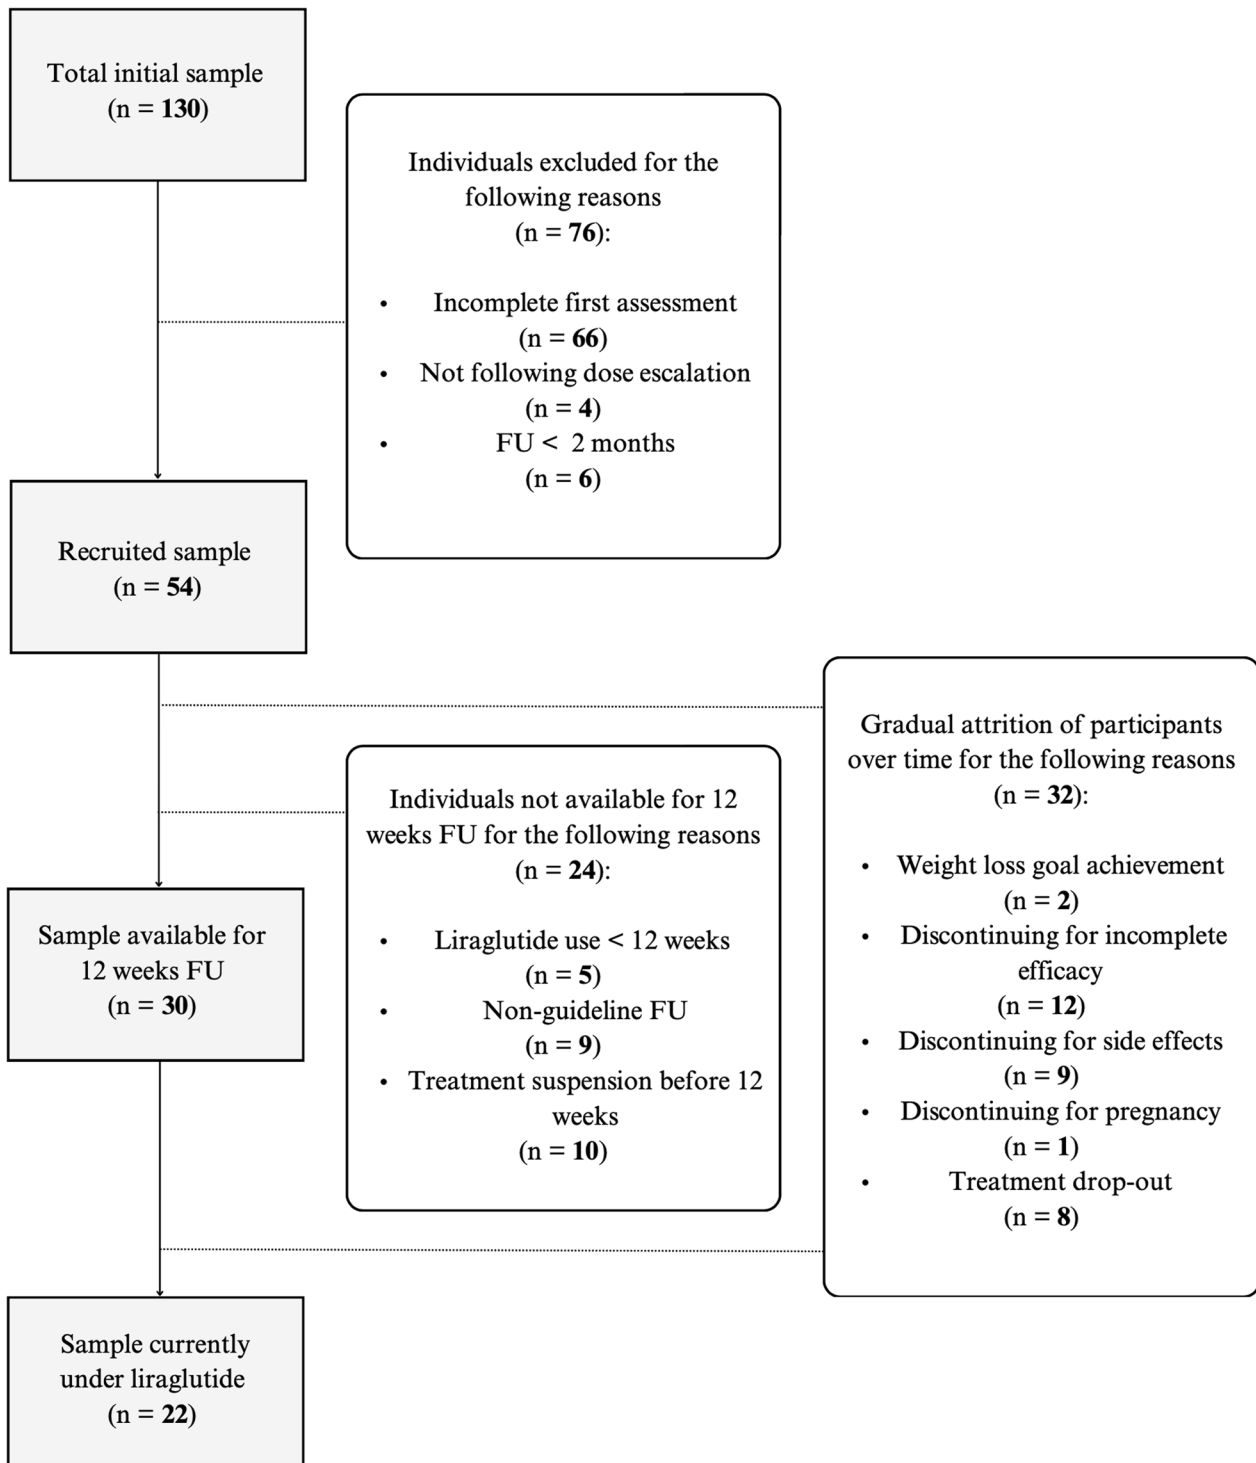 Total initial sample
(n = 130)
Individuals excluded for the
following reasons
(n = 76):
• Incomplete first assessment
(n = 66)
• Not following dose escalation
(n = 4)
• FU < 2 months
(n = 6)
Recruited sample
(n = 54)
Individuals not available for 12
weeks FU for the following reasons
(n = 24):
• Liraglutide use < 12 weeks
(n = 5)
• Non-guideline FU
(n = 9)
• Treatment suspension before 12
weeks
(n = 10)
Gradual attrition of participants
over time for the following reasons
(n = 32):
• Weight loss goal achievement
(n = 2)
• Discontinuing for incomplete
efficacy
(n = 12)
• Discontinuing for side effects
(n = 9)
• Discontinuing for pregnancy
(n = 1)
• Treatment drop-out
(n = 8)
Sample available for
12 weeks FU
(n = 30)
Sample currently
under liraglutide
(n = 22)